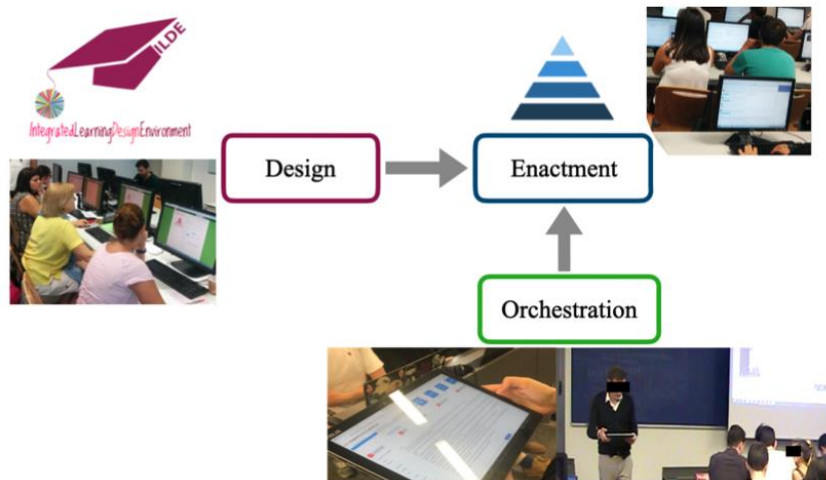 ILDE
IntegratedLearningDesignEnvironment
Design
Enactment
Orchestration